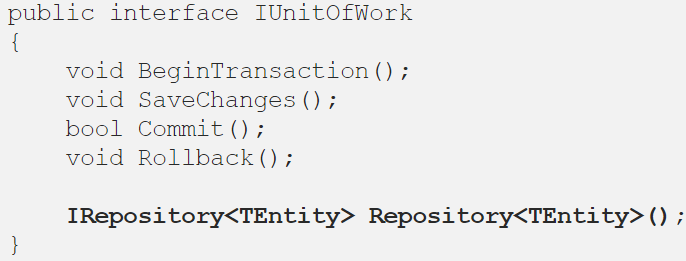 public interface IUnitOfWork
{
    void BeginTransaction();
    void SaveChanges();
    bool Commit();
    void Rollback();

    IRepository<TEntity> Repository<TEntity>();
}